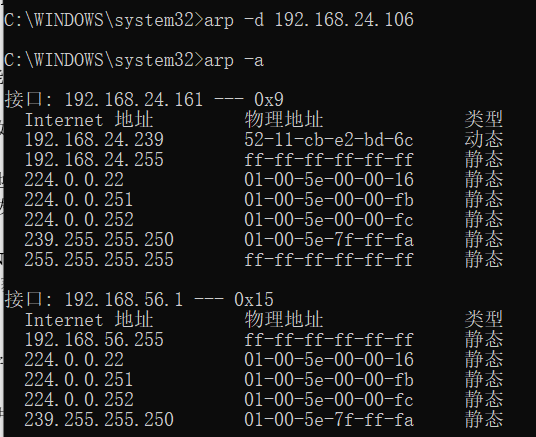 C:\WINDOWS\system32>arp -d 192.168.24.106
C:\WINDOWS\system32>arp -a
接口: 192.168.24.161 --- 0x9
Internet 地址 物理地址 类型
192.168.24.239 52-11-cb-e2-bd-6c 动态
192.168.24.255 ff-ff-ff-ff-ff-ff 静态
224.0.0.22 01-00-5e-00-00-16 静态
224.0.0.251 01-00-5e-00-00-fb 静态
224.0.0.252 01-00-5e-00-00-fc 静态
239.255.255.250 01-00-5e-7f-ff-fa 静态
255.255.255.255 ff-ff-ff-ff-ff-ff 静态
接口: 192.168.56.1 --- 0x15
Internet 地址 物理地址 类型
192.168.56.255 ff-ff-ff-ff-ff-ff 静态
224.0.0.22 01-00-5e-00-00-16 静态
224.0.0.251 01-00-5e-00-00-fb 静态
224.0.0.252 01-00-5e-00-00-fc 静态
239.255.255.250 01-00-5e-7f-ff-fa 静态